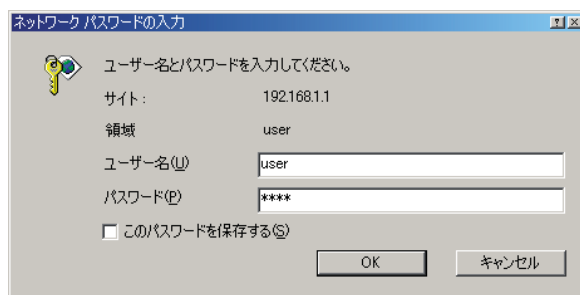 ネットワーク パスワードの入力
ユーザー名とパスワードを入力してください。
サイト: 192.168.1.1
領域 user
ユーザー名(U) user
パスワード(P) ****
このパスワードを保存する(S)
OK キャンセル